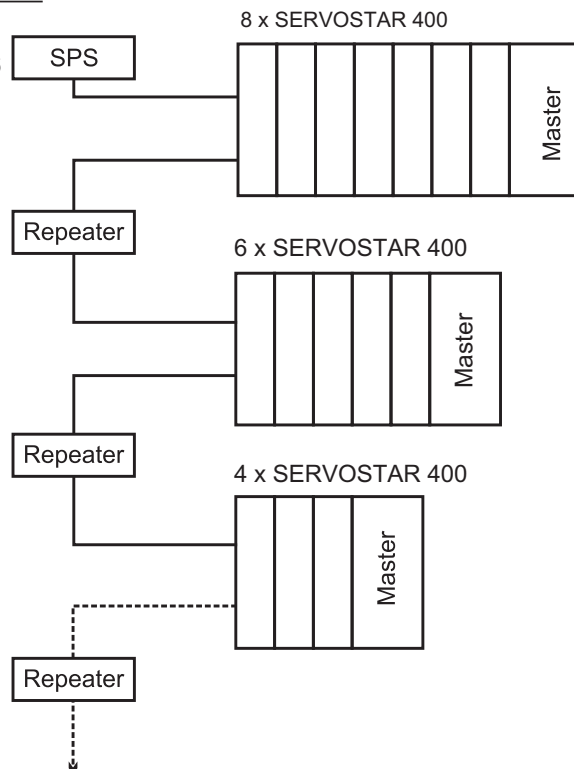 8 x SERVOSTAR 400
SPS
Master
Repeater
6 x SERVOSTAR 400
Master
Repeater
4 x SERVOSTAR 400
Master
Repeater